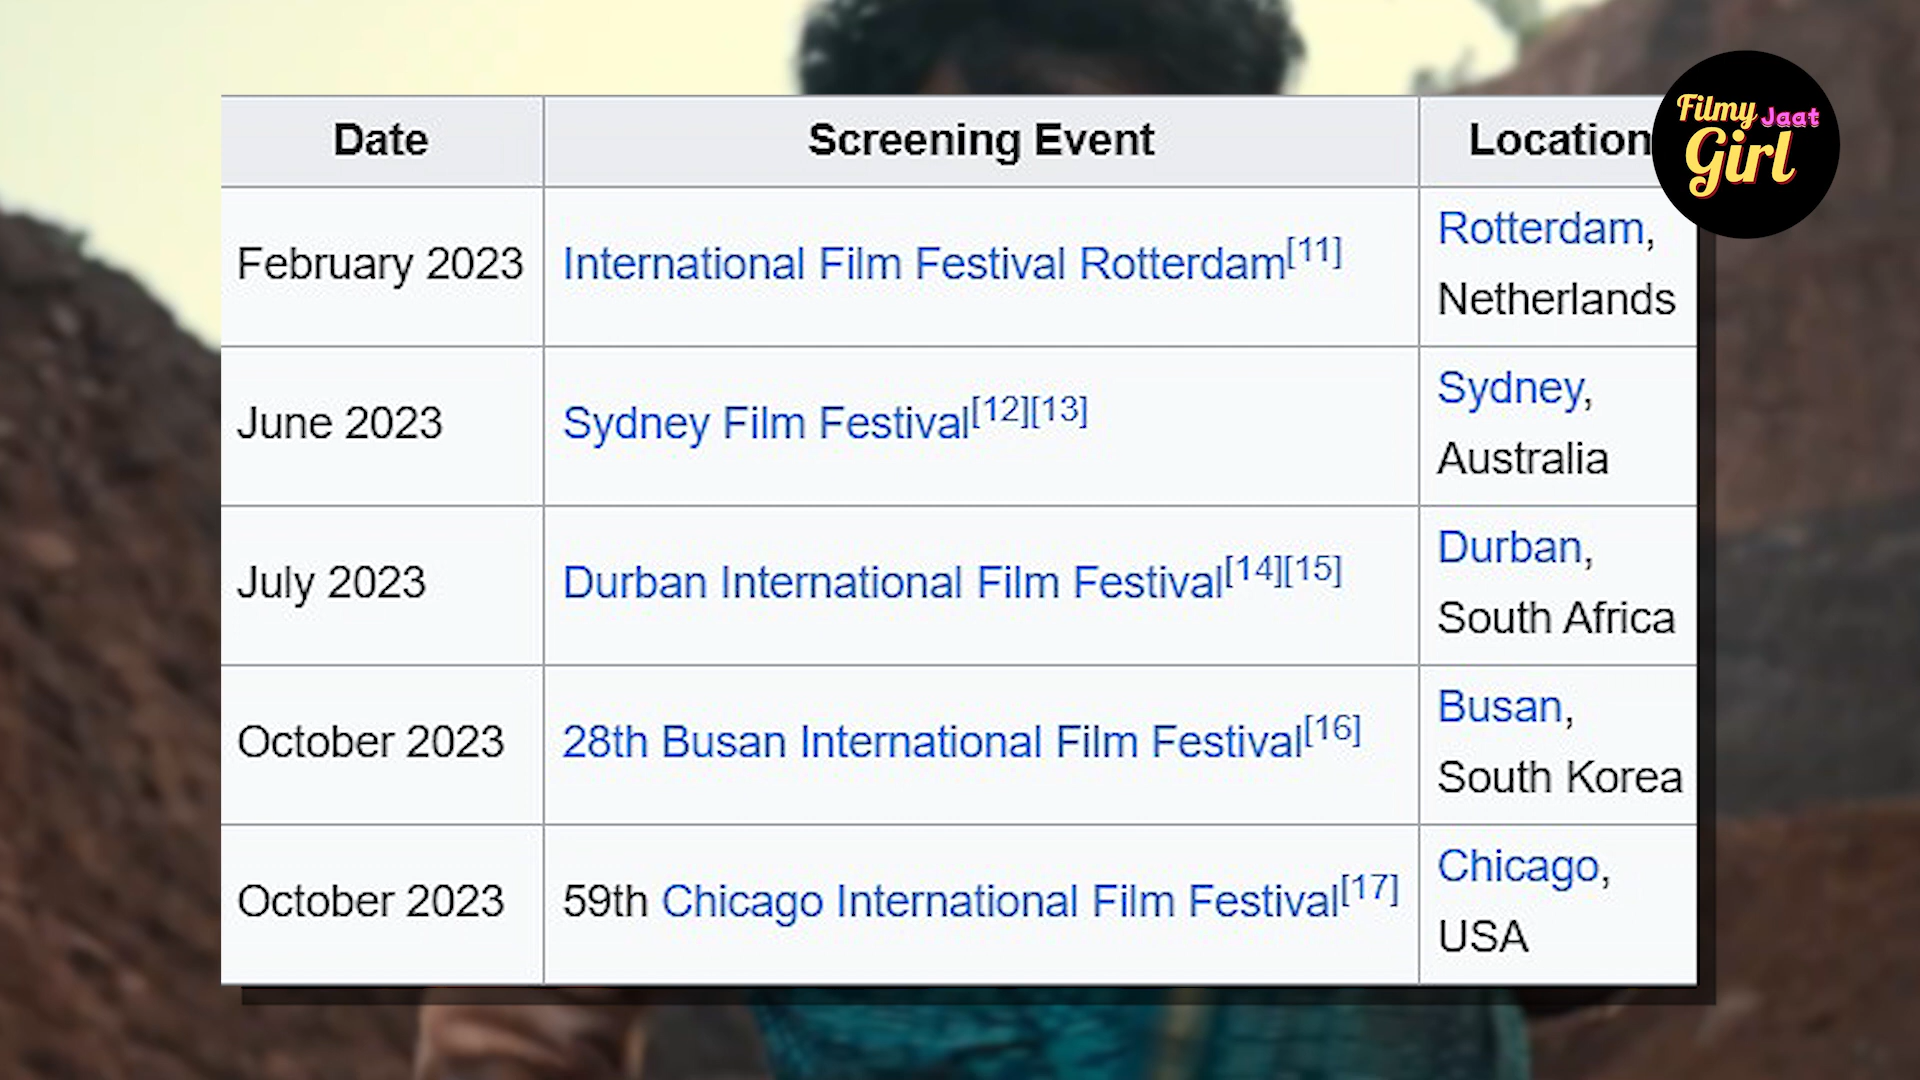 Date Screening Event Location
February 2023 International Film Festival Rotterdam[11] Rotterdam,
Netherlands
June 2023 Sydney Film Festival[12][13] Sydney,
Australia
July 2023 Durban International Film Festival[14][15] Durban,
South Africa
October 2023 28th Busan International Film Festival[16] Busan,
South Korea
October 2023 59th Chicago International Film Festival[17] Chicago,
USA
Filmy Jaat
Girl